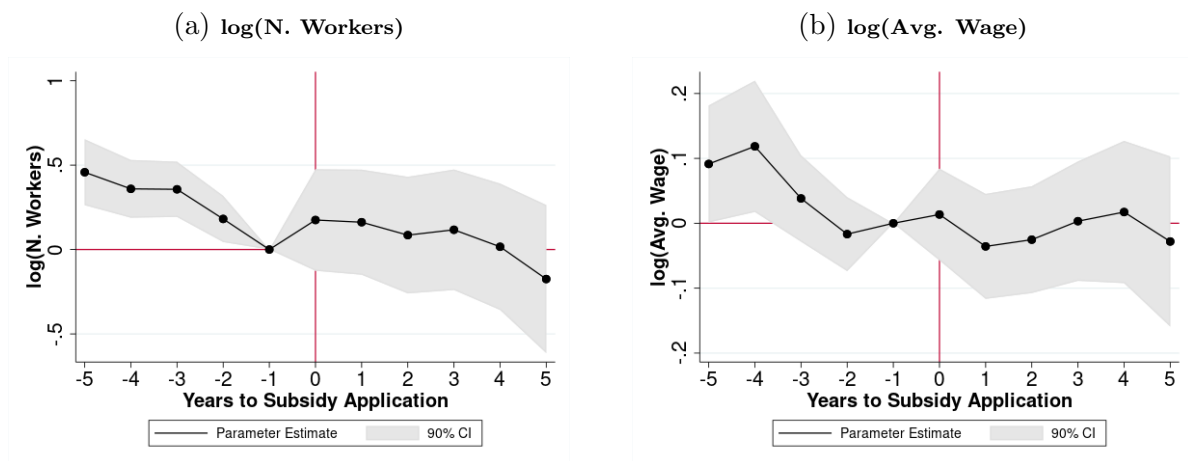 (a) log(N. Workers)
(b) log(Avg. Wage)
log(N. Workers)
1
.5
0
-.5
-5 -4 -3 -2 -1 0 1 2 3 4 5
Years to Subsidy Application
Parameter Estimate 90% CI
log(Avg. Wage)
.2
.1
0
-.1
-.2
-5 -4 -3 -2 -1 0 1 2 3 4 5
Years to Subsidy Application
Parameter Estimate 90% CI